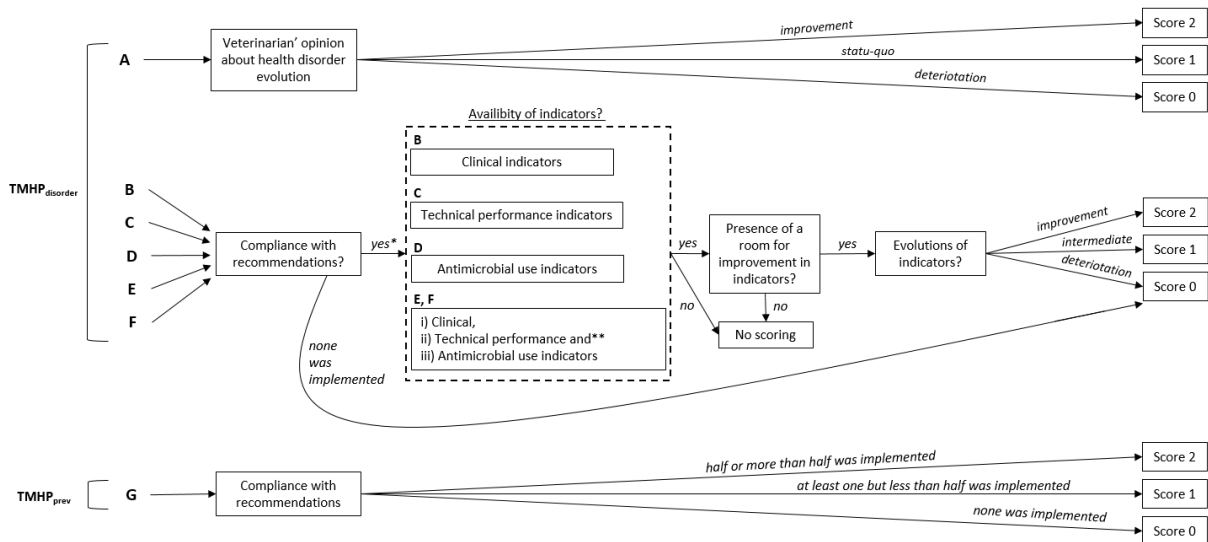 improvement
Score 2
A
Veterinarian’ opinion
about health disorder
evolution
statu-quo
Score 1
deteriotation
Score 0
TMHPdisorder
Availibity of indicators?
B
Clinical indicators
C
Technical performance indicators
D
Antimicrobial use indicators
E, F
i) Clinical,
ii) Technical performance and**
iii) Antimicrobial use indicators
B
C
D
E
F
Compliance with
recommendations?
yes*
none
was
implemented
yes
no
Presence of a
room for
improvement in
indicators?
no
No scoring
yes
Evolutions of
indicators?
improvement
intermediate
deteriotation
Score 2
Score 1
Score 0
TMHPprev
G
Compliance with
recommendations
half or more than half was implemented
Score 2
at least one but less than half was implemented
Score 1
none was implemented
Score 0